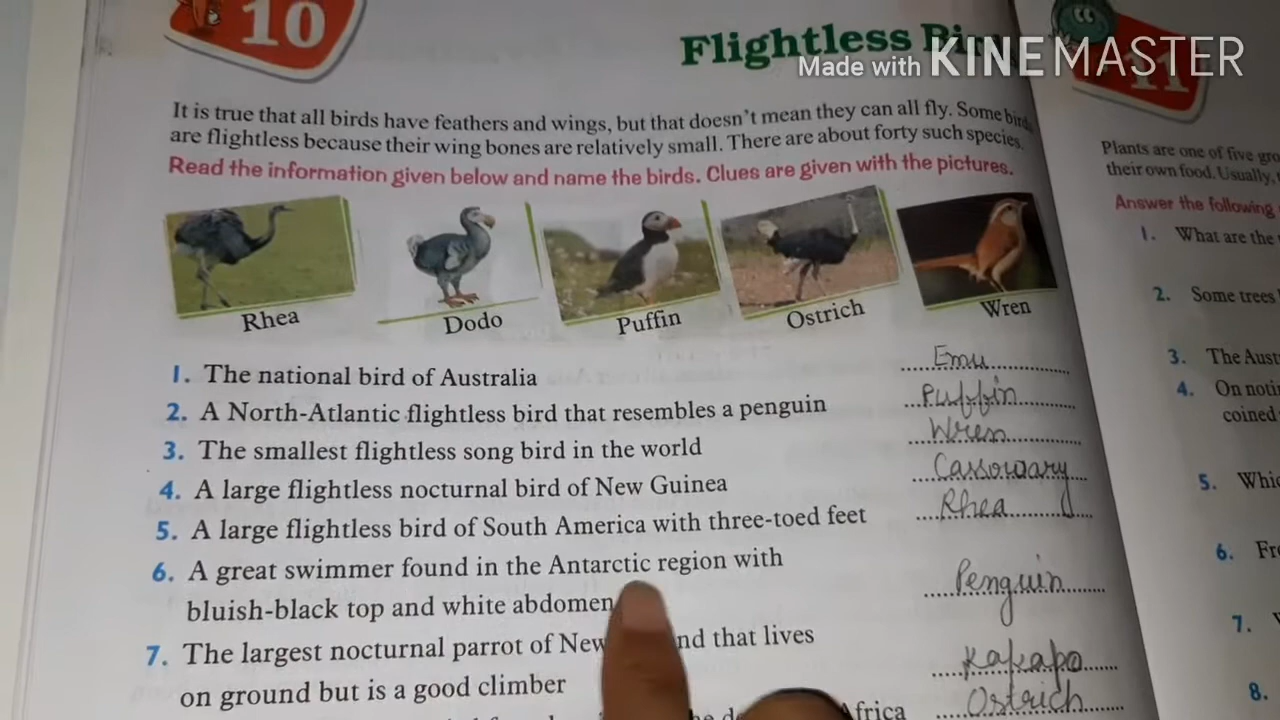 10
Flightless
Made with KINEMASTER
11
It is true that all birds have feathers and wings, but that doesn't mean they can all fly. Some birds
are flightless because their wing bones are relatively small. There are about forty such species.
Read the information given below and name the birds. Clues are given with the pictures.
Rhea
Dodo
Puffin
Ostrich
Wren
1. The national bird of Australia Emu
2. A North-Atlantic flightless bird that resembles a penguin Puffin
3. The smallest flightless song bird in the world Wren
4. A large flightless nocturnal bird of New Guinea Cassowary
5. A large flightless bird of South America with three-toed feet Rhea
6. A great swimmer found in the Antarctic region with
bluish-black top and white abdomen Penguin
7. The largest nocturnal parrot of New nd that lives
on ground but is a good climber Kakapo
Africa Ostrich
Plants are one of five
their own food. Usually,
Answer the following
1. What are the
2. Some trees
3. The Aust
4. On noti
coined
5. Whic
6. Fr
7.
8.